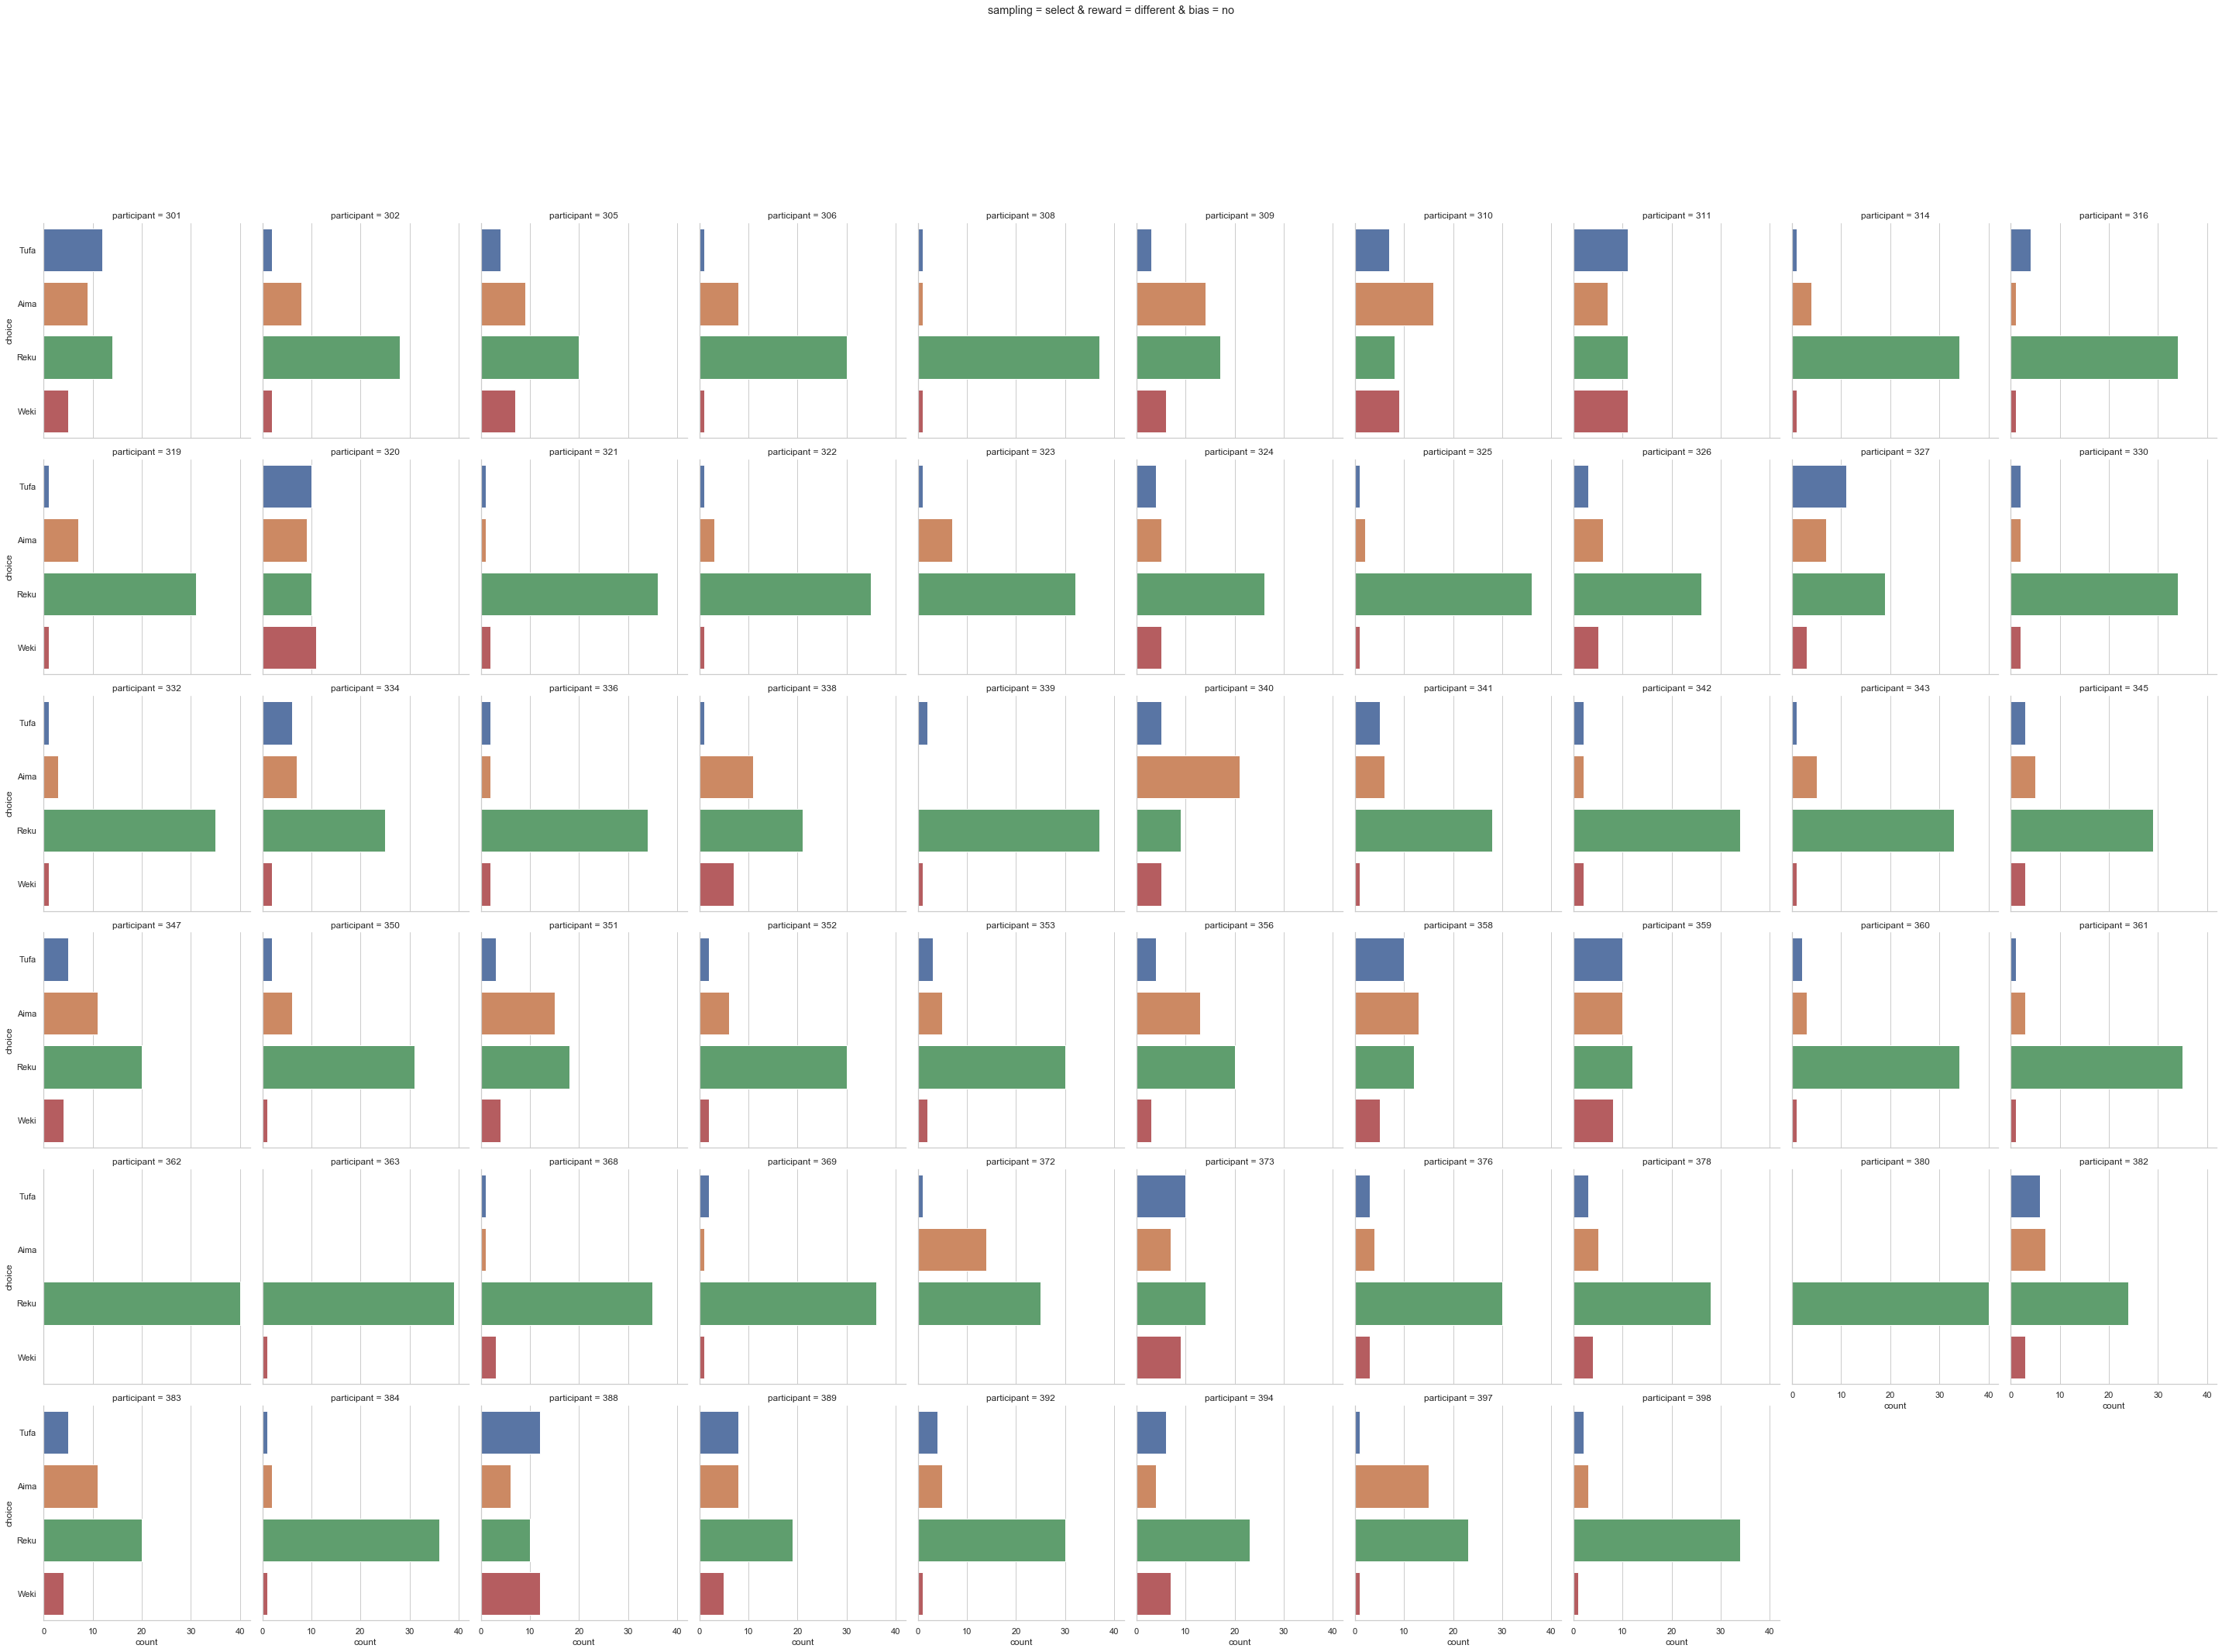 sampling = select & reward = different & bias = no
participant = 301 participant = 302 participant = 305 participant = 306 participant = 308 participant = 309 participant = 310 participant = 311 participant = 314 participant = 316
Tufa
Aima
choice
Reku
Weki
participant = 319 participant = 320 participant = 321 participant = 322 participant = 323 participant = 324 participant = 325 participant = 326 participant = 327 participant = 330
Tufa
Aima
choice
Reku
Weki
participant = 332 participant = 334 participant = 336 participant = 338 participant = 339 participant = 340 participant = 341 participant = 342 participant = 343 participant = 345
Tufa
Aima
choice
Reku
Weki
participant = 347 participant = 350 participant = 351 participant = 352 participant = 353 participant = 356 participant = 358 participant = 359 participant = 360 participant = 361
Tufa
Aima
choice
Reku
Weki
participant = 362 participant = 363 participant = 368 participant = 369 participant = 372 participant = 373 participant = 376 participant = 378 participant = 380 participant = 382
Tufa
Aima
choice
Reku
Weki
0 10 20 30 40 0 10 20 30 40
count count
participant = 383 participant = 384 participant = 388 participant = 389 participant = 392 participant = 394 participant = 397 participant = 398
Tufa
Aima
choice
Reku
Weki
0 10 20 30 40 0 10 20 30 40 0 10 20 30 40 0 10 20 30 40 0 10 20 30 40 0 10 20 30 40 0 10 20 30 40 0 10 20 30 40
count count count count count count count count